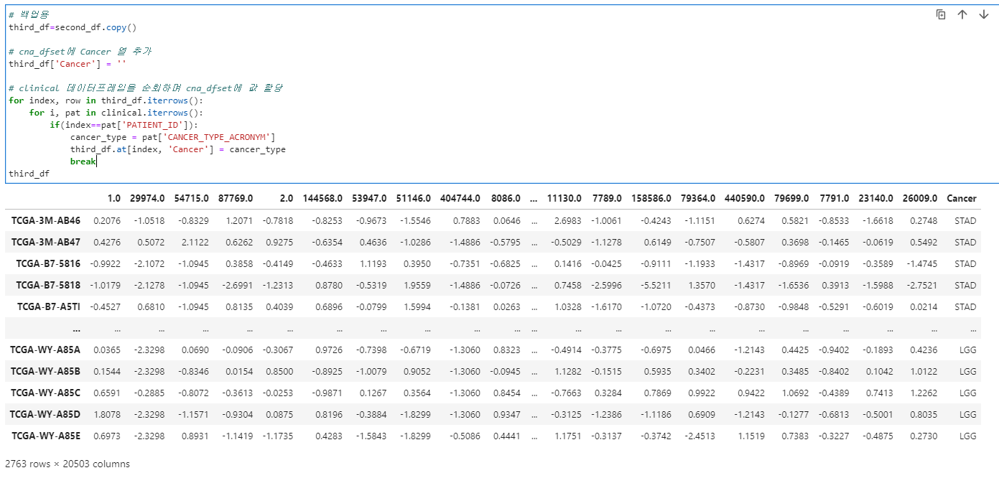 # 백업용
third_df=second_df.copy()
# cna_dfset에 Cancer 열 추가
third_df['Cancer'] = ''
# clinical 데이터프레임을 순회하며 cna_dfset에 값 할당
for index, row in third_df.iterrows():
for i, pat in clinical.iterrows():
if(index==pat['PATIENT_ID']):
cancer_type = pat['CANCER_TYPE_ACRONYM']
third_df.at[index, 'Cancer'] = cancer_type
break
third_df
1.0 29974.0 54715.0 87769.0 2.0 144568.0 53947.0 51146.0 404744.0 8086.0 ... 11130.0 7789.0 158586.0 79364.0 440590.0 79699.0 7791.0 23140.0 26009.0 Cancer
TCGA-3M-AB46 0.2076 -1.0518 -0.8329 1.2071 -0.7818 -0.8253 -0.9673 -1.5546 0.7883 0.0646 ... 2.6983 -1.0061 -0.4243 -1.1151 0.6274 0.5821 -0.8533 -1.6618 0.2748 STAD
TCGA-3M-AB47 0.4276 0.5072 2.1122 0.6262 0.9275 -0.6354 0.4636 -1.0286 -1.4886 -0.5795 ... -0.5029 -1.1278 0.6149 -0.7507 -0.5807 0.3698 -0.1465 -0.0619 0.5492 STAD
TCGA-B7-5816 -0.9922 -2.1072 -1.0945 0.3858 -0.4149 -0.4633 1.1193 0.3950 -0.7351 -0.6825 ... 0.1416 -0.0425 -0.9111 -1.1933 -1.4317 -0.8969 -0.0919 -0.3589 -1.4745 STAD
TCGA-B7-5818 -1.0179 -2.1278 -1.0945 -2.6991 -1.2313 0.8780 -0.5319 1.9559 -1.4886 -0.0726 ... 0.7458 -2.5996 -5.5211 1.3570 -1.4317 -1.6536 0.3913 -1.5988 -2.7521 STAD
TCGA-B7-A5TI -0.4527 0.6810 -1.0945 0.8135 0.4039 0.6896 -0.0799 1.5994 -0.1381 0.0263 ... 1.0328 -1.6170 -1.0720 -0.4373 -0.8730 -0.9848 -0.5291 -0.6019 0.0214 STAD
... ... ... ... ... ... ... ... ... ... ... ... ... ... ... ... ... ... ... ... ... ...
TCGA-WY-A85A 0.0365 -2.3298 0.0690 -0.0906 -0.3067 0.9726 -0.7398 -0.6719 -1.3060 0.8323 ... -0.4914 -0.3775 -0.6975 0.0466 -1.2143 0.4425 -0.9402 -0.1893 0.4236 LGG
TCGA-WY-A85B 0.1544 -2.3298 -0.8346 0.0154 0.8500 -0.8925 -1.0079 0.9052 -1.3060 -0.0945 ... 1.1282 -0.1515 0.5935 0.3402 -0.2231 0.3485 -0.8402 0.1042 1.0122 LGG
TCGA-WY-A85C 0.6591 -0.2885 -0.8072 -0.3613 -0.0253 -0.9871 0.1267 0.3564 -1.3060 0.8454 ... -0.7663 0.3284 0.7869 0.9922 0.9422 1.0692 -0.4389 0.7413 1.2262 LGG
TCGA-WY-A85D 1.8078 -2.3298 -1.1571 -0.9304 0.0875 0.8196 -0.3884 -1.8299 -1.3060 0.9347 ... -0.3125 -1.2386 -1.1186 0.6909 -1.2143 -0.1277 -0.6813 -0.5001 0.8035 LGG
TCGA-WY-A85E 0.6973 -2.3298 0.8931 -1.1419 -1.1735 0.4283 -1.5843 -1.8299 -0.5086 0.4441 ... 1.1751 -0.3137 -0.3742 -2.4513 1.1519 0.7383 -0.3227 -0.4875 0.2730 LGG
2763 rows × 20503 columns